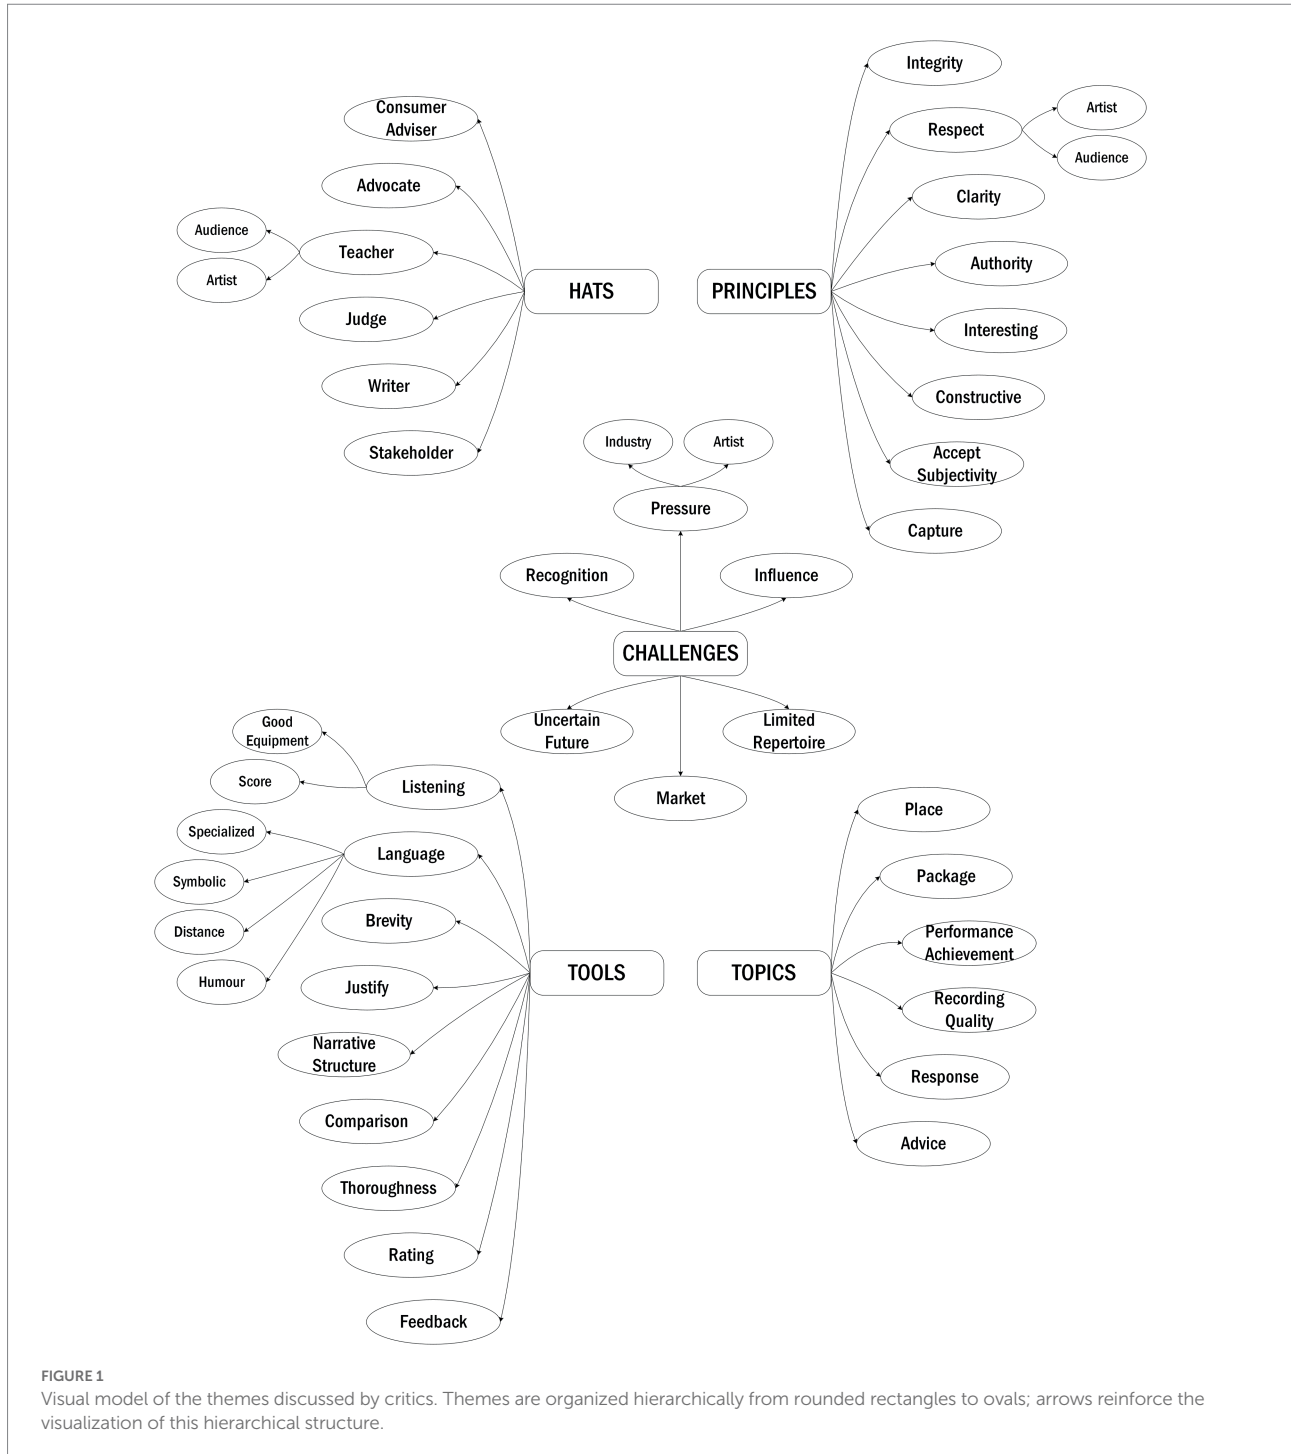 Consumer
Adviser
Advocate
Teacher
Audience
Artist
Judge
Writer
Stakeholder
HATS
PRINCIPLES
Integrity
Respect
Artist
Audience
Clarity
Authority
Interesting
Constructive
Accept
Subjectivity
Capture
Industry
Artist
Pressure
Recognition
Influence
CHALLENGES
Uncertain
Future
Limited
Repertoire
Market
Good
Equipment
Score
Listening
Specialized
Symbolic
Distance
Humour
Language
Brevity
Justify
Narrative
Structure
Comparison
Thoroughness
Rating
Feedback
TOOLS
TOPICS
Place
Package
Performance
Achievement
Recording
Quality
Response
Advice
FIGURE 1
Visual model of the themes discussed by critics. Themes are organized hierarchically from rounded rectangles to ovals; arrows reinforce the
visualization of this hierarchical structure.